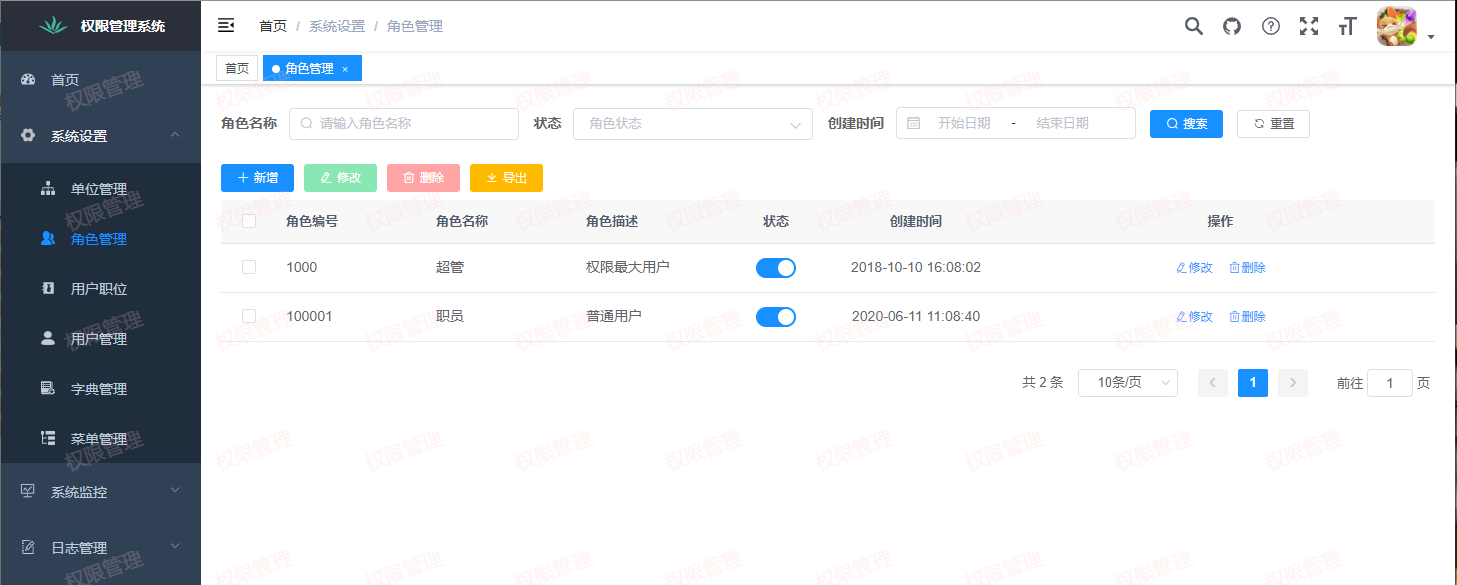 权限管理系统
首页 / 系统设置 / 角色管理
首页
角色管理 ×
首页
系统设置
单位管理
角色管理
用户职位
用户管理
字典管理
菜单管理
系统监控
日志管理
角色名称 请输入角色名称 状态 角色状态 创建时间 开始日期 - 结束日期 搜索 重置
新增 修改 删除 导出
角色编号 角色名称 角色描述 状态 创建时间 操作
1000 超管 权限最大用户 2018-10-10 16:08:02 修改 删除
100001 职员 普通用户 2020-06-11 11:08:40 修改 删除
共 2 条 10条/页 1 前往 1 页
权限管理